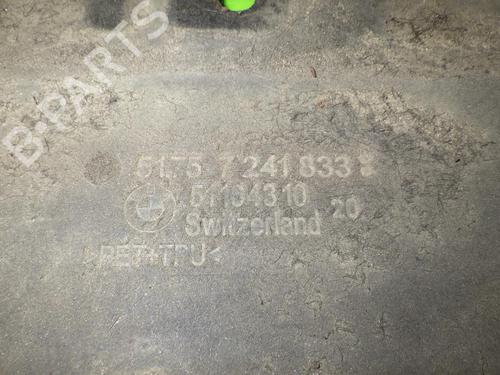 B-PARTS
51.75 7 241 833
51184310
20
Switzerland
>PET+TPU<